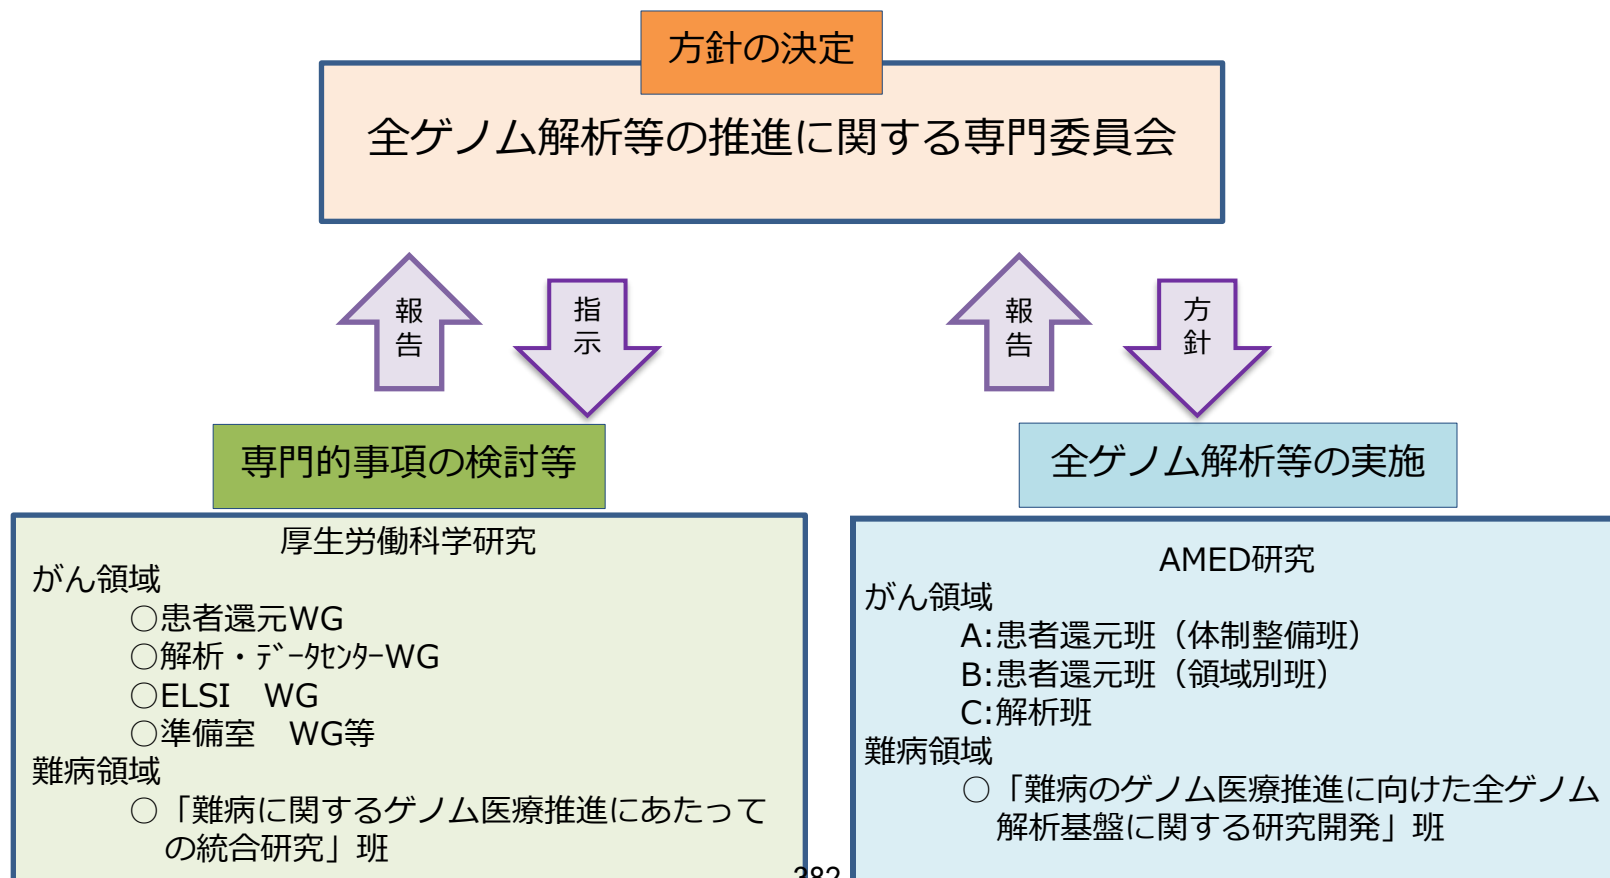 方針の決定
全ゲノム解析等の推進に関する専門委員会
報告
指示
報告
方針
専門的事項の検討等
厚生労働科学研究
がん領域
○患者還元WG
○解析・ﾃﾞｰﾀｾﾝﾀｰWG
○ELSI　WG
○準備室　WG等
難病領域
○「難病に関するゲノム医療推進にあたって
の統合研究」班
全ゲノム解析等の実施
AMED研究
がん領域
A:患者還元班（体制整備班）
B:患者還元班（領域別班）
C:解析班
難病領域
○「難病のゲノム医療推進に向けた全ゲノム
解析基盤に関する研究開発」班
382